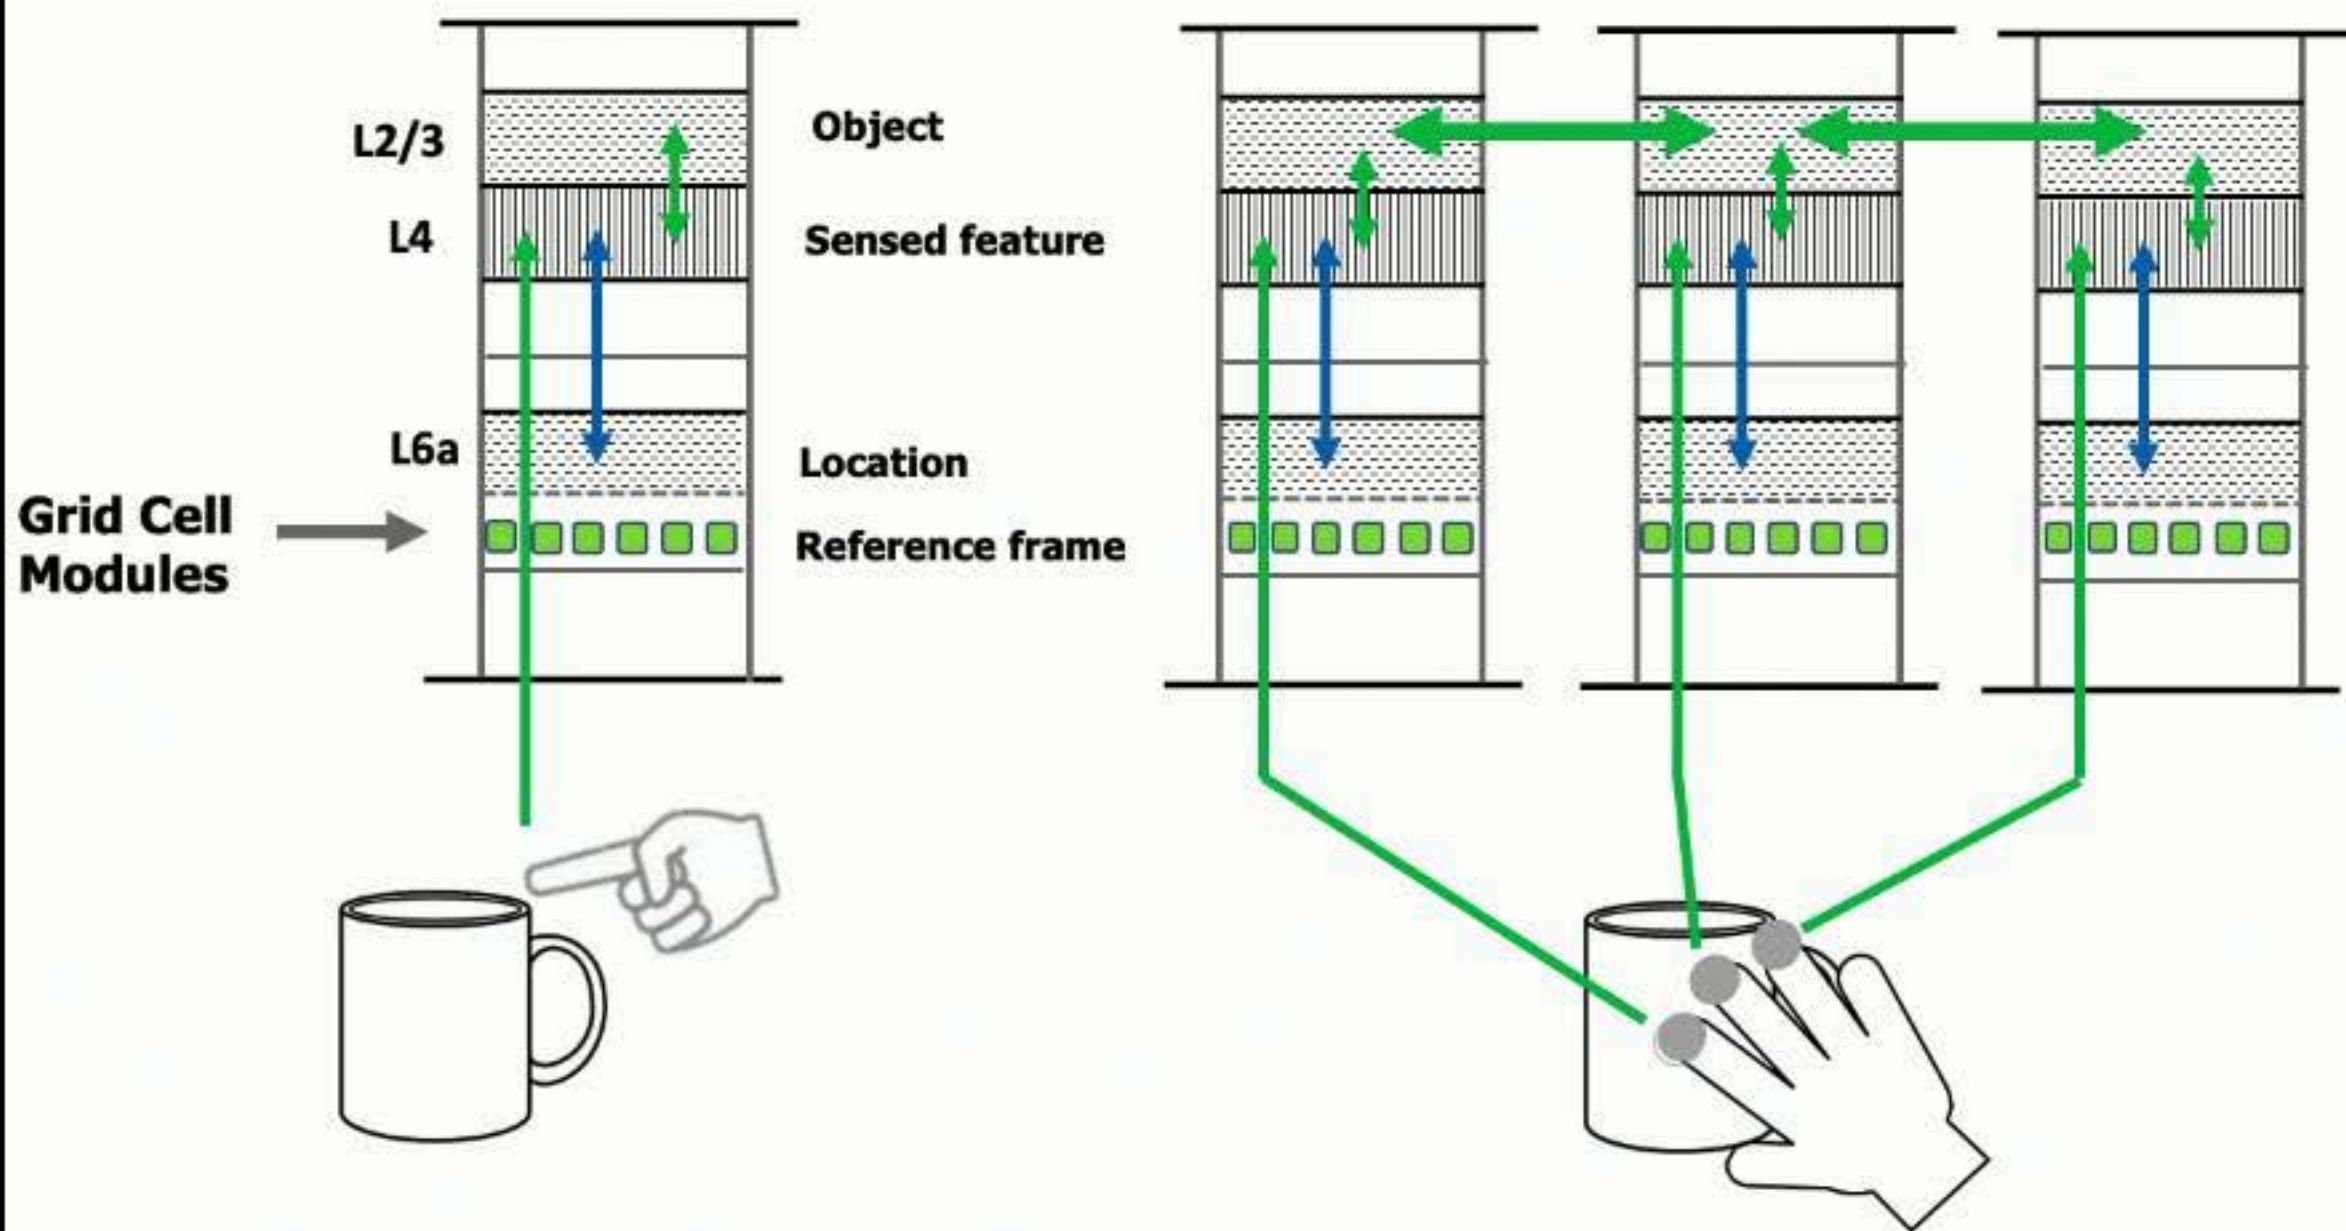 L2/3
Object
L4
Sensed feature
L6a
Location
Grid Cell
Modules
Reference frame